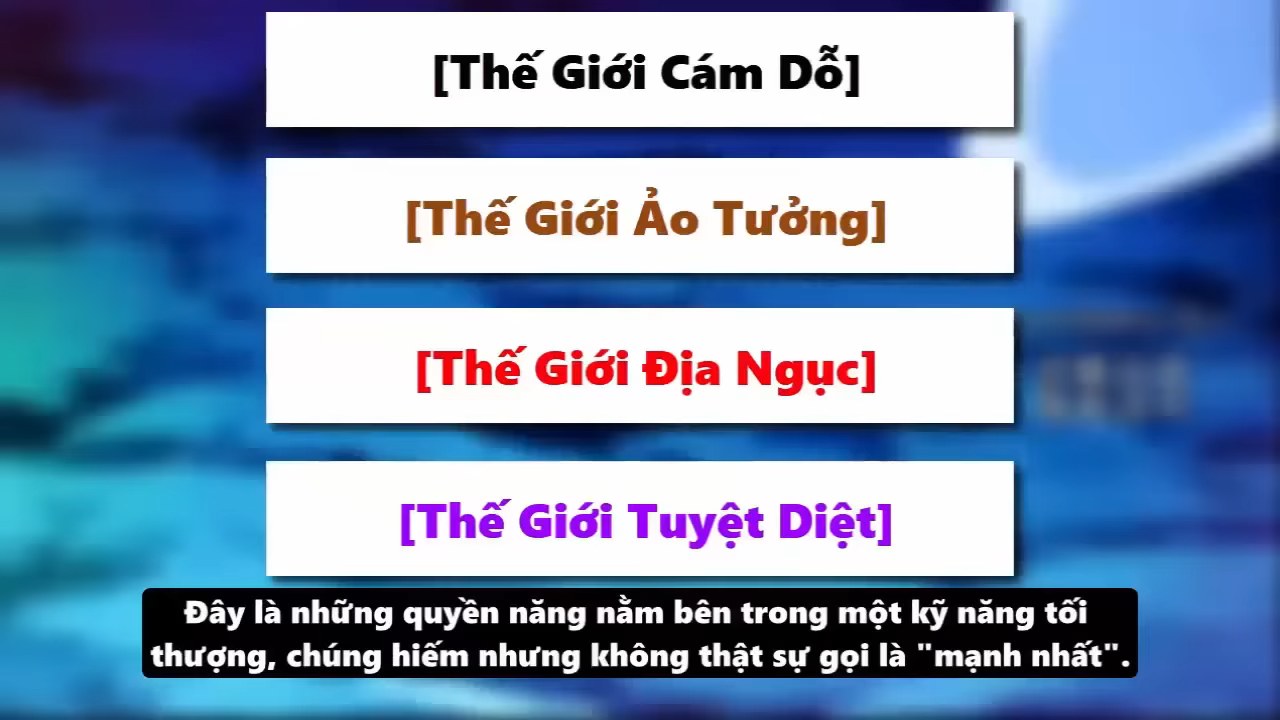 [Thế Giới Cám Dỗ]
[Thế Giới Ảo Tưởng]
[Thế Giới Địa Ngục]
[Thế Giới Tuyệt Diệt]
Đây là những quyền năng nằm bên trong một kỹ năng tối
thượng, chúng hiếm nhưng không thật sự gọi là "mạnh nhất".